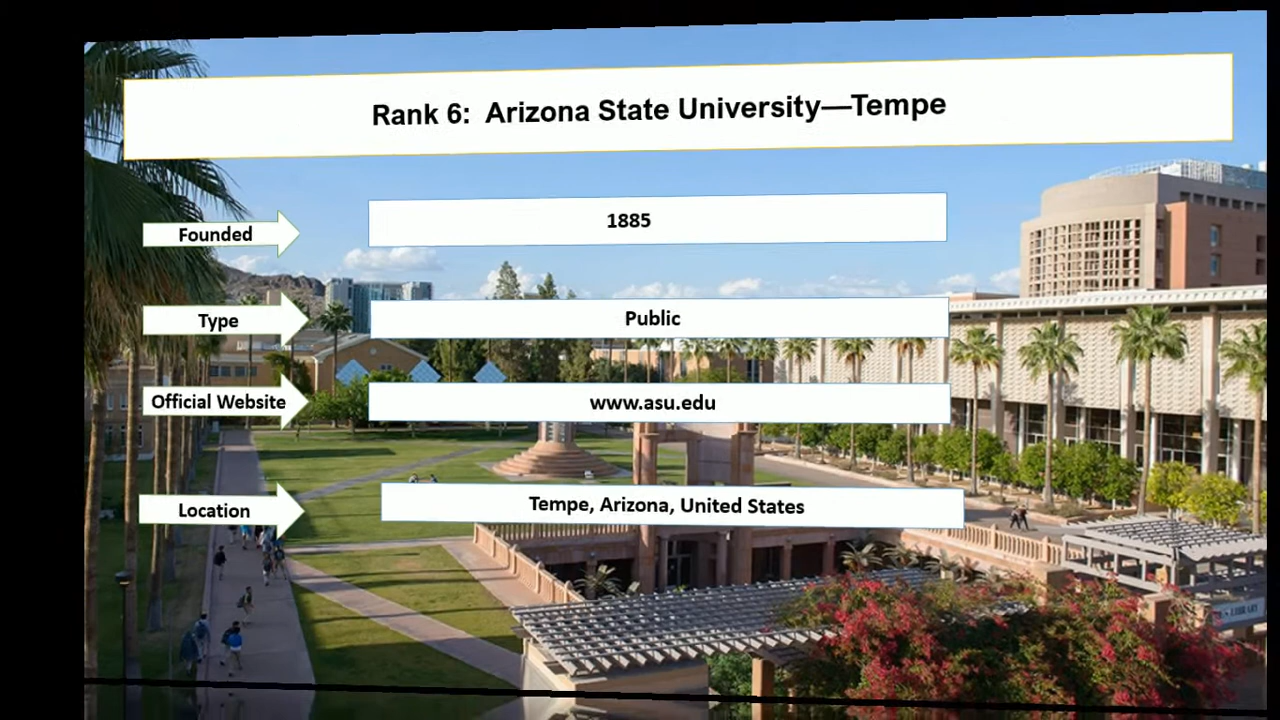 Rank 6:  Arizona State University—Tempe
Founded
1885
Type
Public
Official Website
www.asu.edu
Location
Tempe, Arizona, United States
LIBRARY